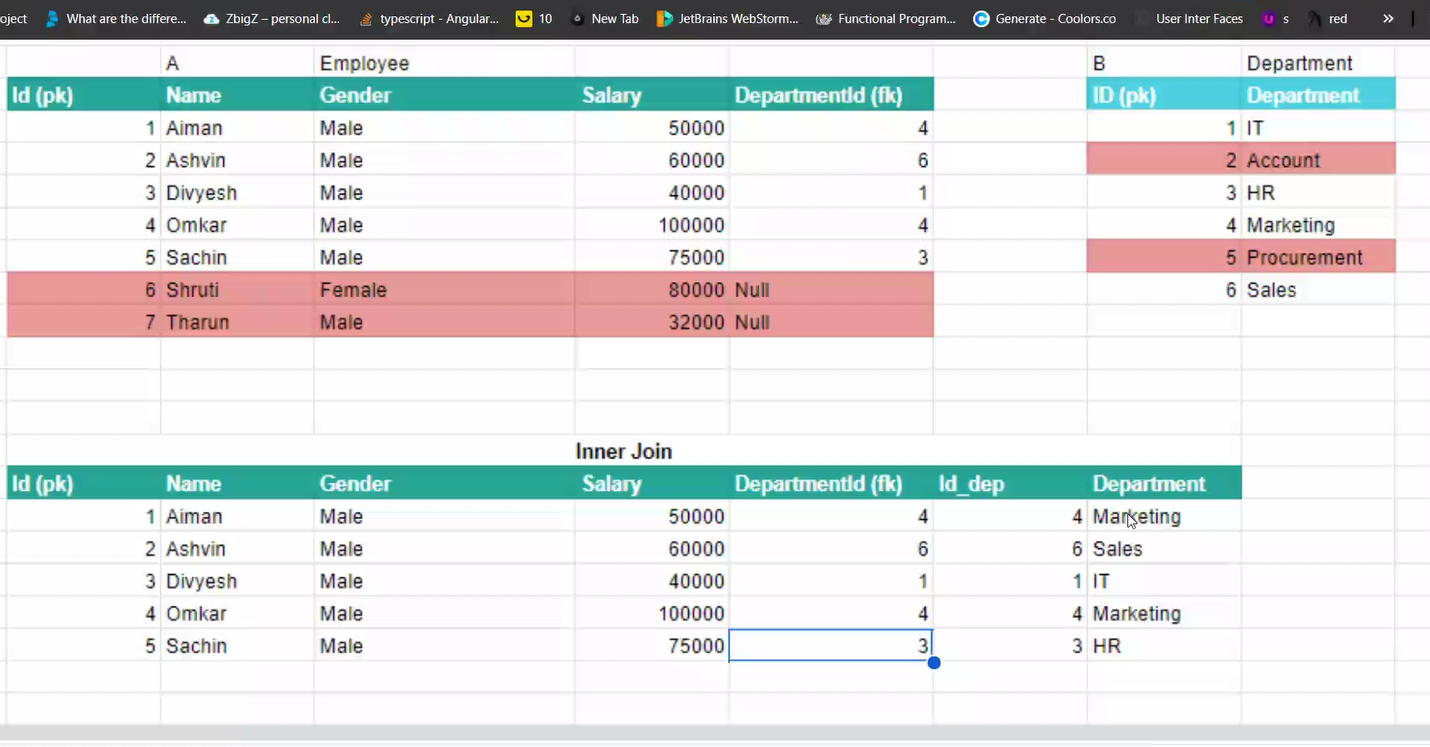 oject What are the differe... ZbigZ – personal cl... typescript - Angular... 10 New Tab JetBrains WebStorm... Functional Program... Generate - Coolors.co User Inter Faces s red »
A Employee B Department
Id (pk) Name Gender Salary DepartmentId (fk) ID (pk) Department
1 Aiman Male 50000 4 1 IT
2 Ashvin Male 60000 6 2 Account
3 Divyesh Male 40000 1 3 HR
4 Omkar Male 100000 4 4 Marketing
5 Sachin Male 75000 3 5 Procurement
6 Shruti Female 80000 Null 6 Sales
7 Tharun Male 32000 Null
Inner Join
Id (pk) Name Gender Salary DepartmentId (fk) Id_dep Department
1 Aiman Male 50000 4 4 Marketing
2 Ashvin Male 60000 6 6 Sales
3 Divyesh Male 40000 1 1 IT
4 Omkar Male 100000 4 4 Marketing
5 Sachin Male 75000 3 3 HR